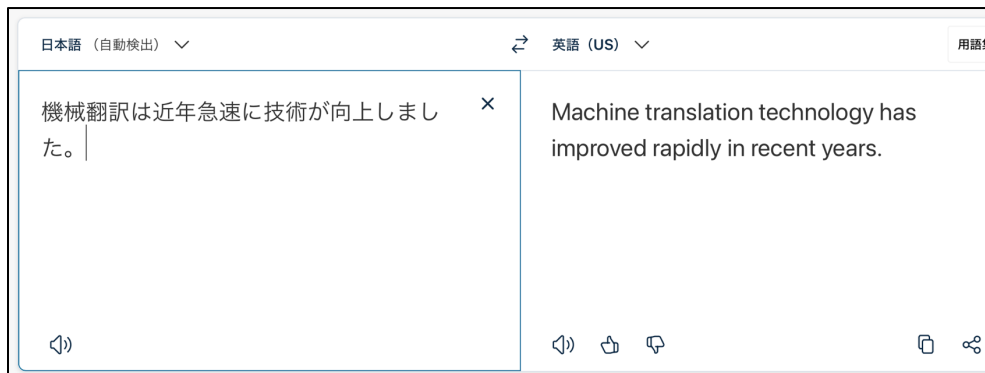 日本語 （自動検出）
英語（US）
用語
機械翻訳は近年急速に技術が向上しまし
た。
Machine translation technology has
improved rapidly in recent years.